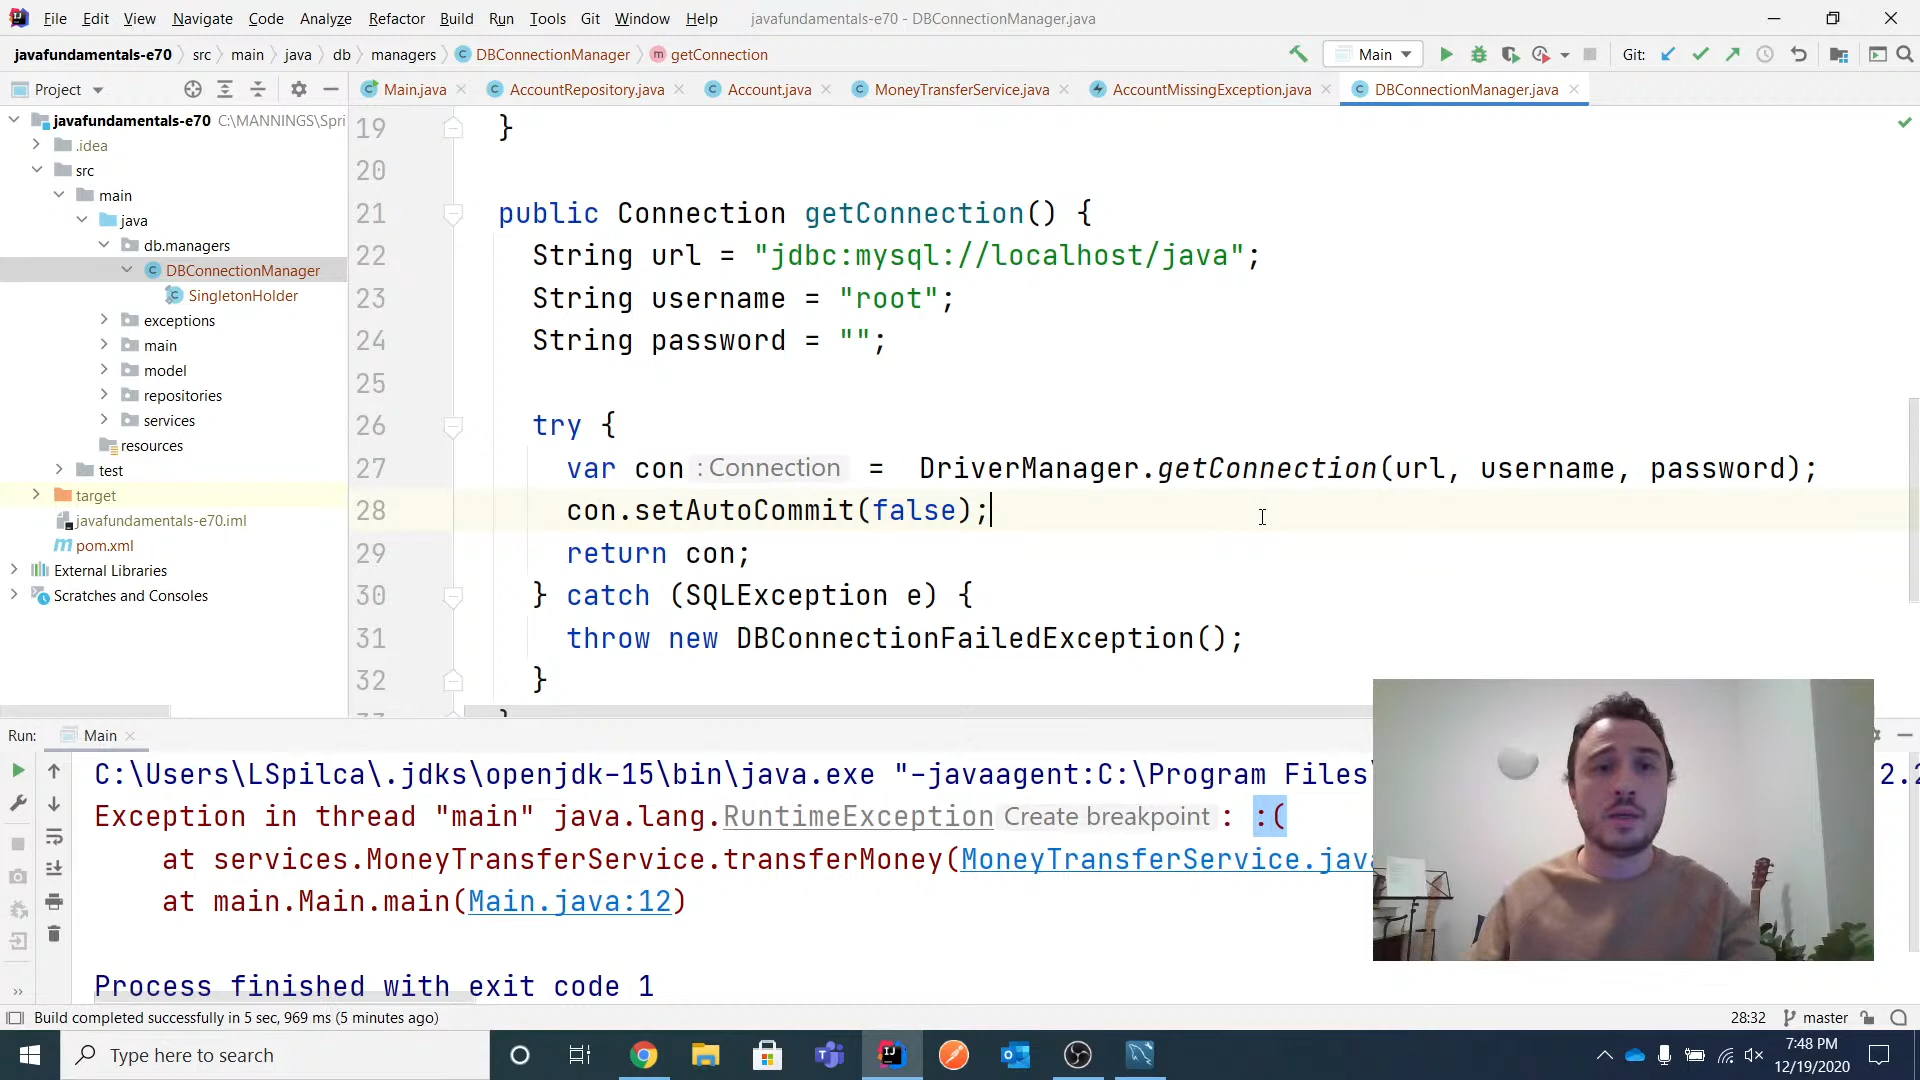 File Edit View Navigate Code Analyze Refactor Build Run Tools Git Window Help javafundamentals-e70 - DBConnectionManager.java
javafundamentals-e70 src main java db managers DBConnectionManager getConnection Main Git:
Project
Main.java AccountRepository.java Account.java MoneyTransferService.java AccountMissingException.java DBConnectionManager.java
javafundamentals-e70 C:\MANNINGS\Spri
.idea
src
main
java
db.managers
DBConnectionManager
SingletonHolder
exceptions
main
model
repositories
services
resources
test
target
javafundamentals-e70.iml
pom.xml
External Libraries
Scratches and Consoles
19 }
20
21 public Connection getConnection() {
22 String url = "jdbc:mysql://localhost/java";
23 String username = "root";
24 String password = "";
25
26 try {
27 var con : Connection = DriverManager.getConnection(url, username, password);
28 con.setAutoCommit(false);
29 return con;
30 } catch (SQLException e) {
31 throw new DBConnectionFailedException();
32 }
Run: Main
C:\Users\LSpilca\.jdks\openjdk-15\bin\java.exe "-javaagent:C:\Program Files\ 2.2
Exception in thread "main" java.lang.RuntimeException Create breakpoint : :(
at services.MoneyTransferService.transferMoney(MoneyTransferService.java
at main.Main.main(Main.java:12)
Process finished with exit code 1
Build completed successfully in 5 sec, 969 ms (5 minutes ago) 28:32 master
Type here to search
7:48 PM
12/19/2020